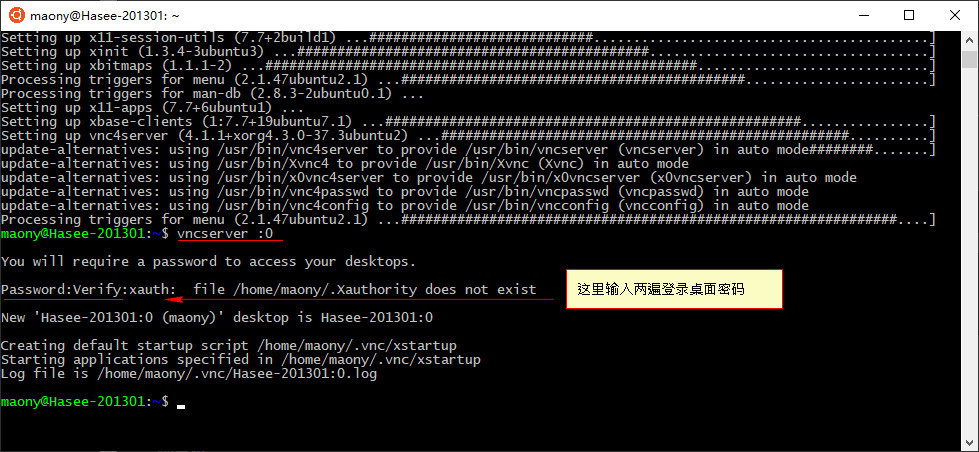 maony@Hasee-201301: ~
Setting up x11-session-utils (7.7+2build1) ...############################..........................................]
Setting up xinit (1.3.4-3ubuntu3) ...############################################...................................]
Setting up xbitmaps (1.1.1-2) ...######################################################.............................]
Processing triggers for menu (2.1.47ubuntu2.1) ...###########################################.......................]
Processing triggers for man-db (2.8.3-2ubuntu0.1) ...
Setting up x11-apps (7.7+6ubuntu1) ...
Setting up xbase-clients (1:7.7+19ubuntu7.1) ...####################################################................]
Setting up vnc4server (4.1.1+xorg4.3.0-37.3ubuntu2) ...###################################################..........]
update-alternatives: using /usr/bin/vnc4server to provide /usr/bin/vncserver (vncserver) in auto mode########.......]
update-alternatives: using /usr/bin/Xvnc4 to provide /usr/bin/Xvnc (Xvnc) in auto mode
update-alternatives: using /usr/bin/x0vnc4server to provide /usr/bin/x0vncserver (x0vncserver) in auto mode
update-alternatives: using /usr/bin/vnc4passwd to provide /usr/bin/vncpasswd (vncpasswd) in auto mode
update-alternatives: using /usr/bin/vnc4config to provide /usr/bin/vncconfig (vncconfig) in auto mode
Processing triggers for menu (2.1.47ubuntu2.1) ...##############################################################....]
maony@Hasee-201301:~$ vncserver :0
You will require a password to access your desktops.
Password:Verify:xauth:  file /home/maony/.Xauthority does not exist
这里输入两遍登录桌面密码
New 'Hasee-201301:0 (maony)' desktop is Hasee-201301:0
Creating default startup script /home/maony/.vnc/xstartup
Starting applications specified in /home/maony/.vnc/xstartup
Log file is /home/maony/.vnc/Hasee-201301:0.log
maony@Hasee-201301:~$